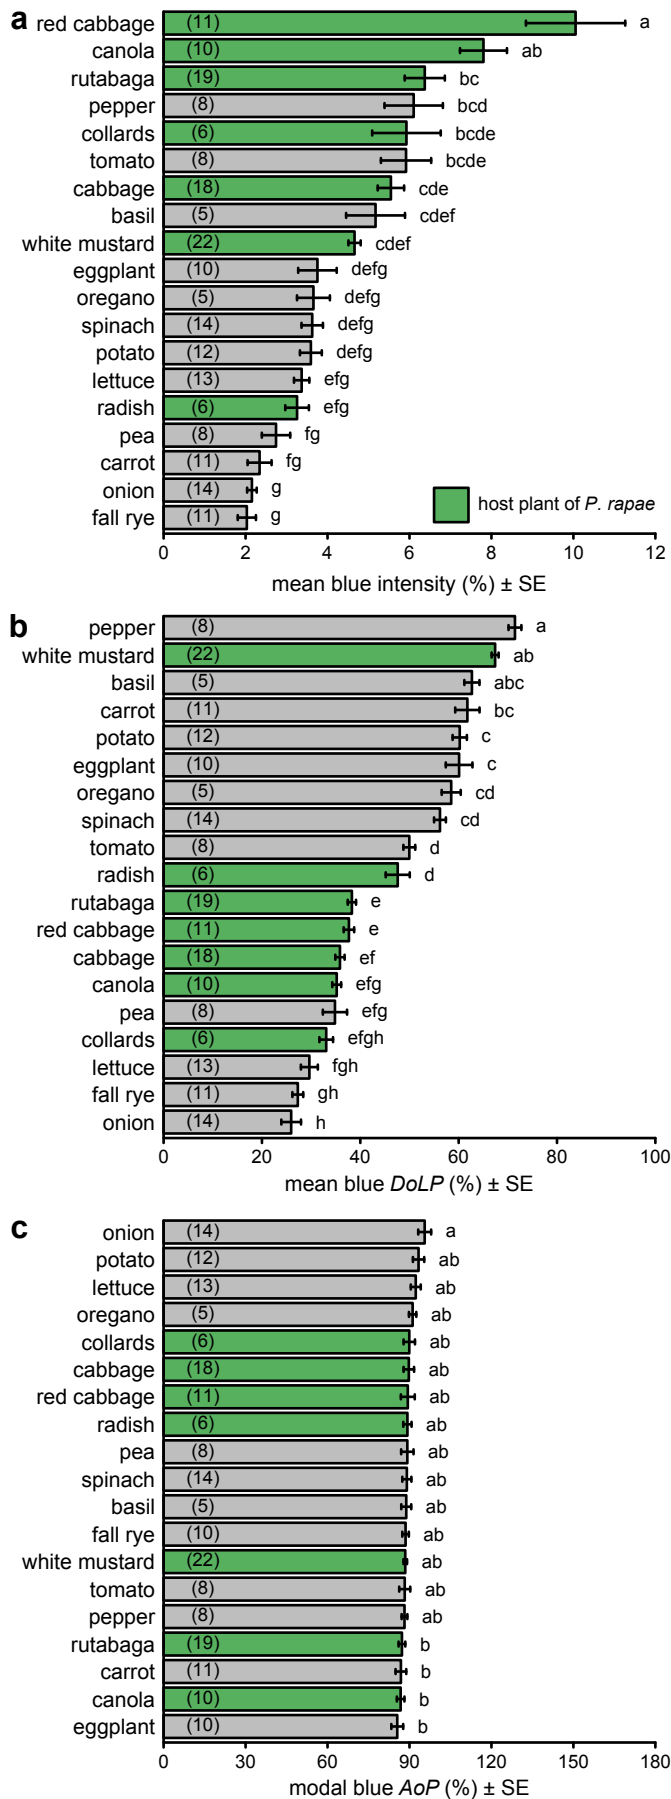 a
red cabbage (11) a
canola (10) ab
rutabaga (19) bc
pepper (8) bcd
collards (6) bcde
tomato (8) bcde
cabbage (18) cde
basil (5) cdef
white mustard (22) cdef
eggplant (10) defg
oregano (5) defg
spinach (14) defg
potato (12) defg
lettuce (13) efg
radish (6) efg
pea (8) fg
carrot (11) fg
onion (14) g
fall rye (11) g
host plant of P. rapae
0 2 4 6 8 10 12
mean blue intensity (%) ± SE
b
pepper (8) a
white mustard (22) ab
basil (5) abc
carrot (11) bc
potato (12) c
eggplant (10) c
oregano (5) cd
spinach (14) cd
tomato (8) d
radish (6) d
rutabaga (19) e
red cabbage (11) e
cabbage (18) ef
canola (10) efg
pea (8) efg
collards (6) efgh
lettuce (13) fgh
fall rye (11) gh
onion (14) h
0 20 40 60 80 100
mean blue DoLP (%) ± SE
c
onion (14) a
potato (12) ab
lettuce (13) ab
oregano (5) ab
collards (6) ab
cabbage (18) ab
red cabbage (11) ab
radish (6) ab
pea (8) ab
spinach (14) ab
basil (5) ab
fall rye (10) ab
white mustard (22) ab
tomato (8) ab
pepper (8) ab
rutabaga (19) b
carrot (11) b
canola (10) b
eggplant (10) b
0 30 60 90 120 150 180
modal blue AoP (%) ± SE